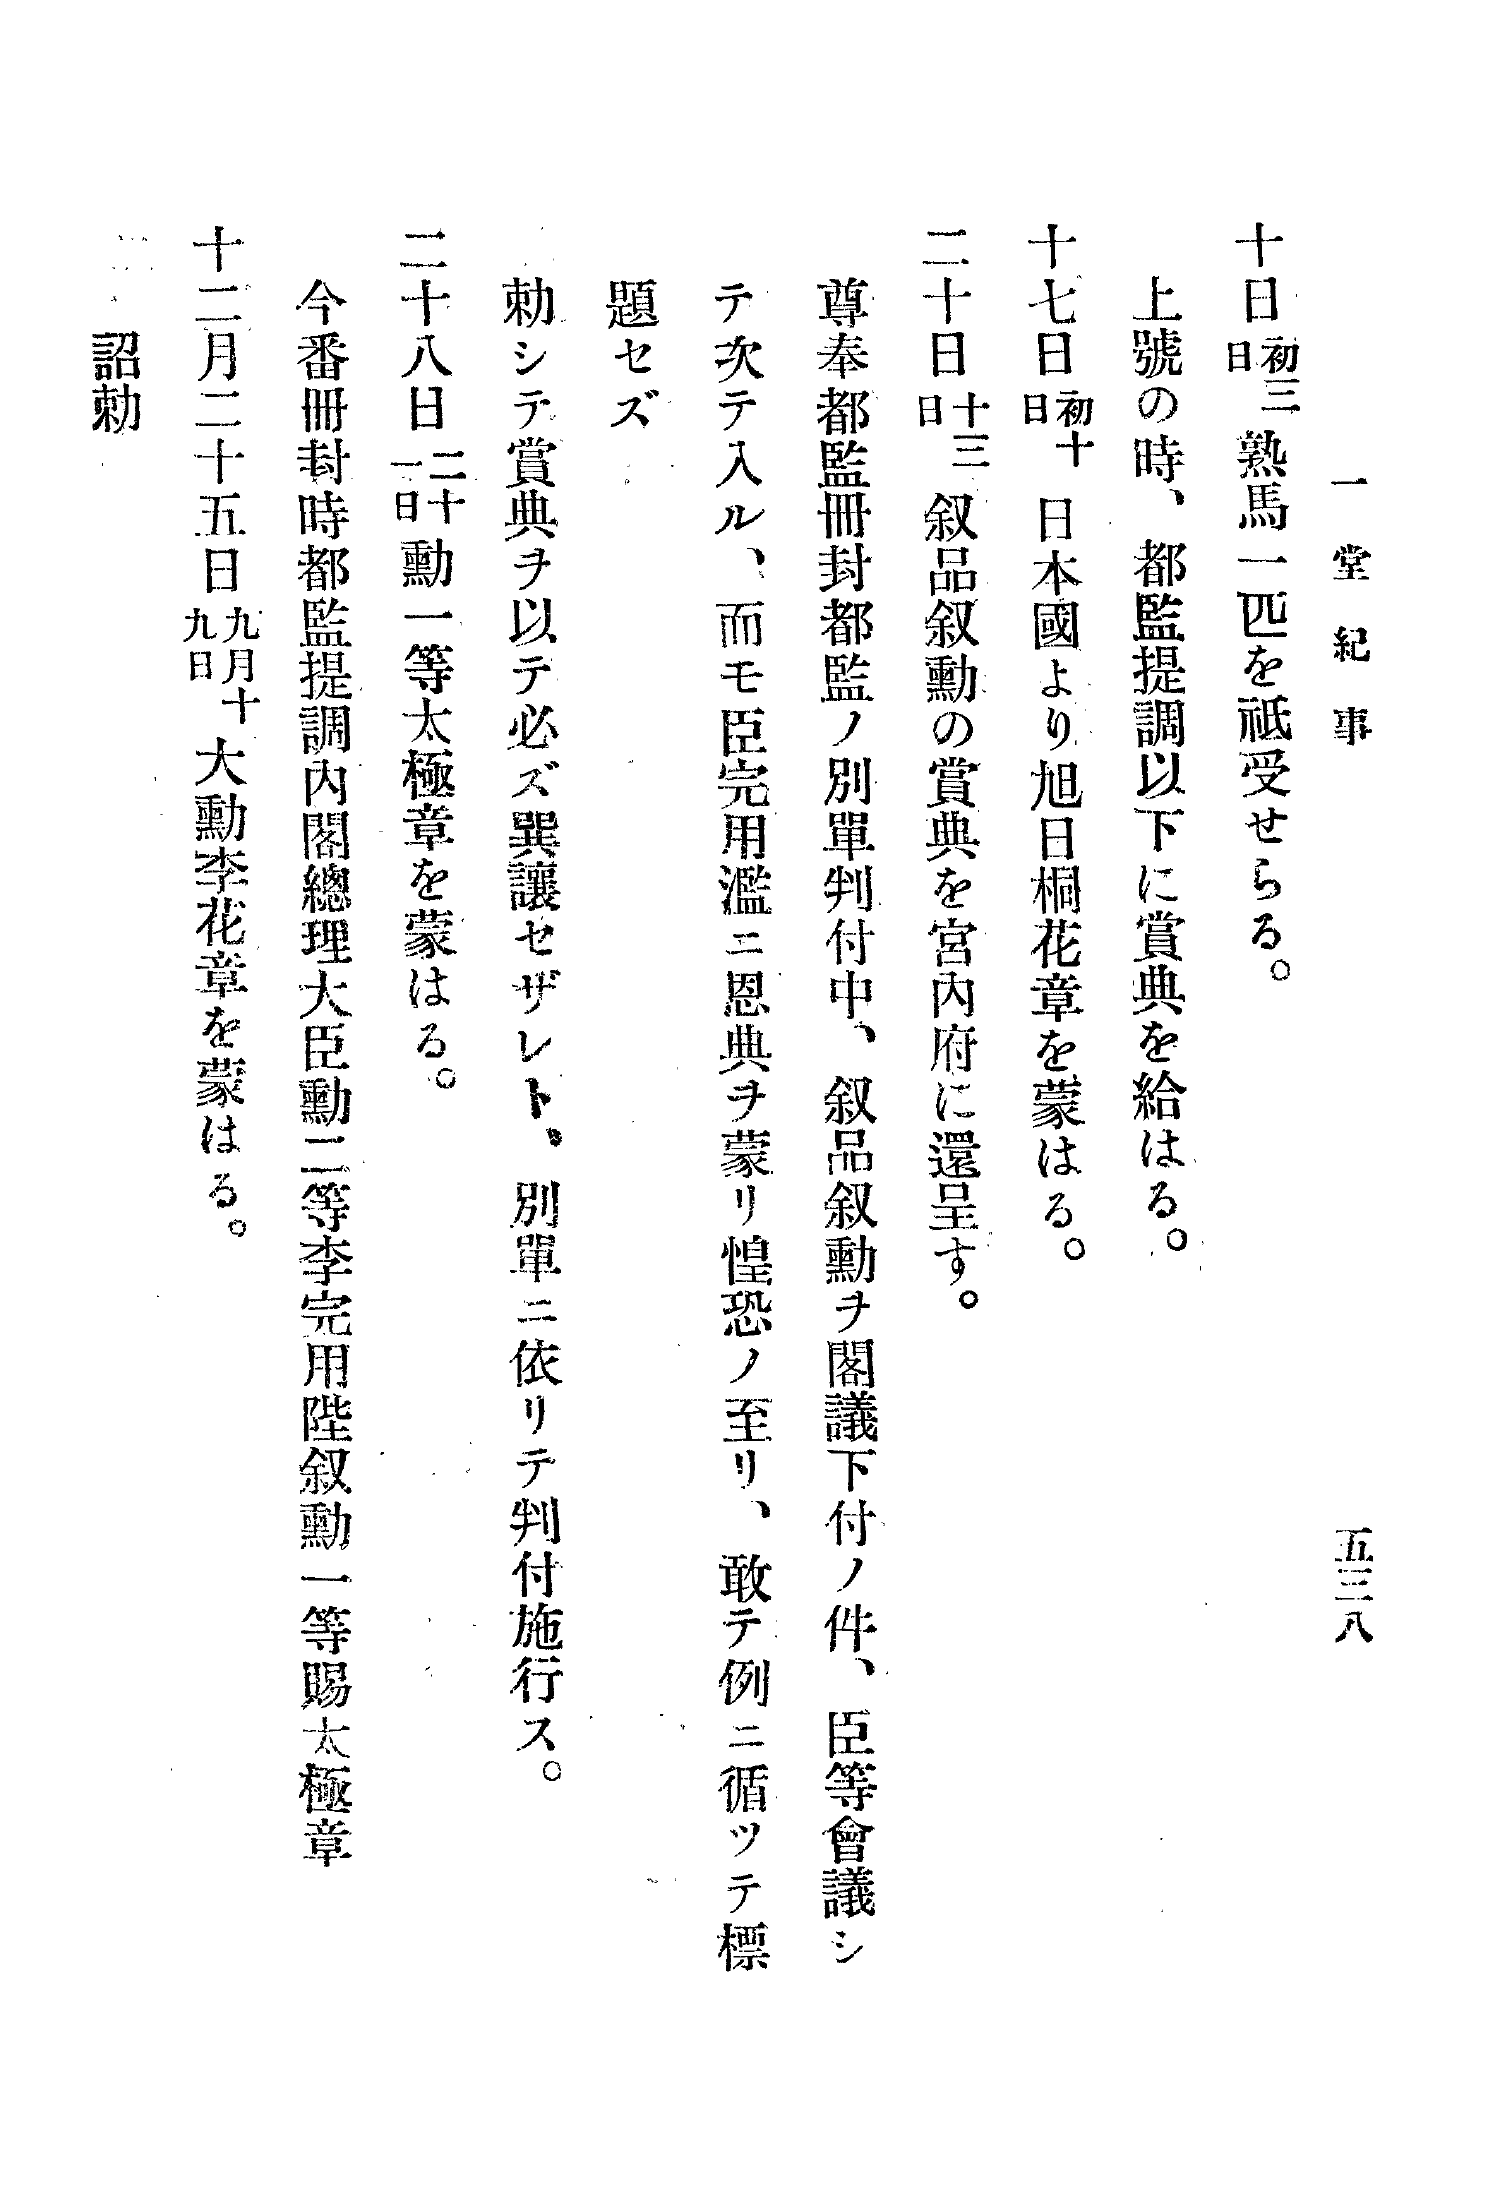 一堂紀事
五三八
十日初三日熟馬一匹を祗受せらる。
上號の時、都監提調以下に賞典を給はる。
十七日初十日日本國より旭日桐花章を蒙はる。
二十日十三日叙品叙勳の賞典を宮內府に還呈す。
尊奉都監冊封都監ノ別單判付中、叙品叙勳ヲ閣議下付ノ件、臣等會議シ
テ次テ入ル、而モ臣完用濫ニ恩典ヲ蒙リ惶恐ノ至リ、敢テ例ニ循ツテ標
題セズ
勅シテ賞典ヲ以テ必ズ巽讓セザレト、別單ニ依リテ判付施行ス。
二十八日二十一日勳一等太極章を蒙はる。
今番冊封時都監提調內閣總理大臣勳二等李完用陞叙勳一等賜太極章
十二月二十五日九月十九日大勳李花章を蒙はる。
詔勅